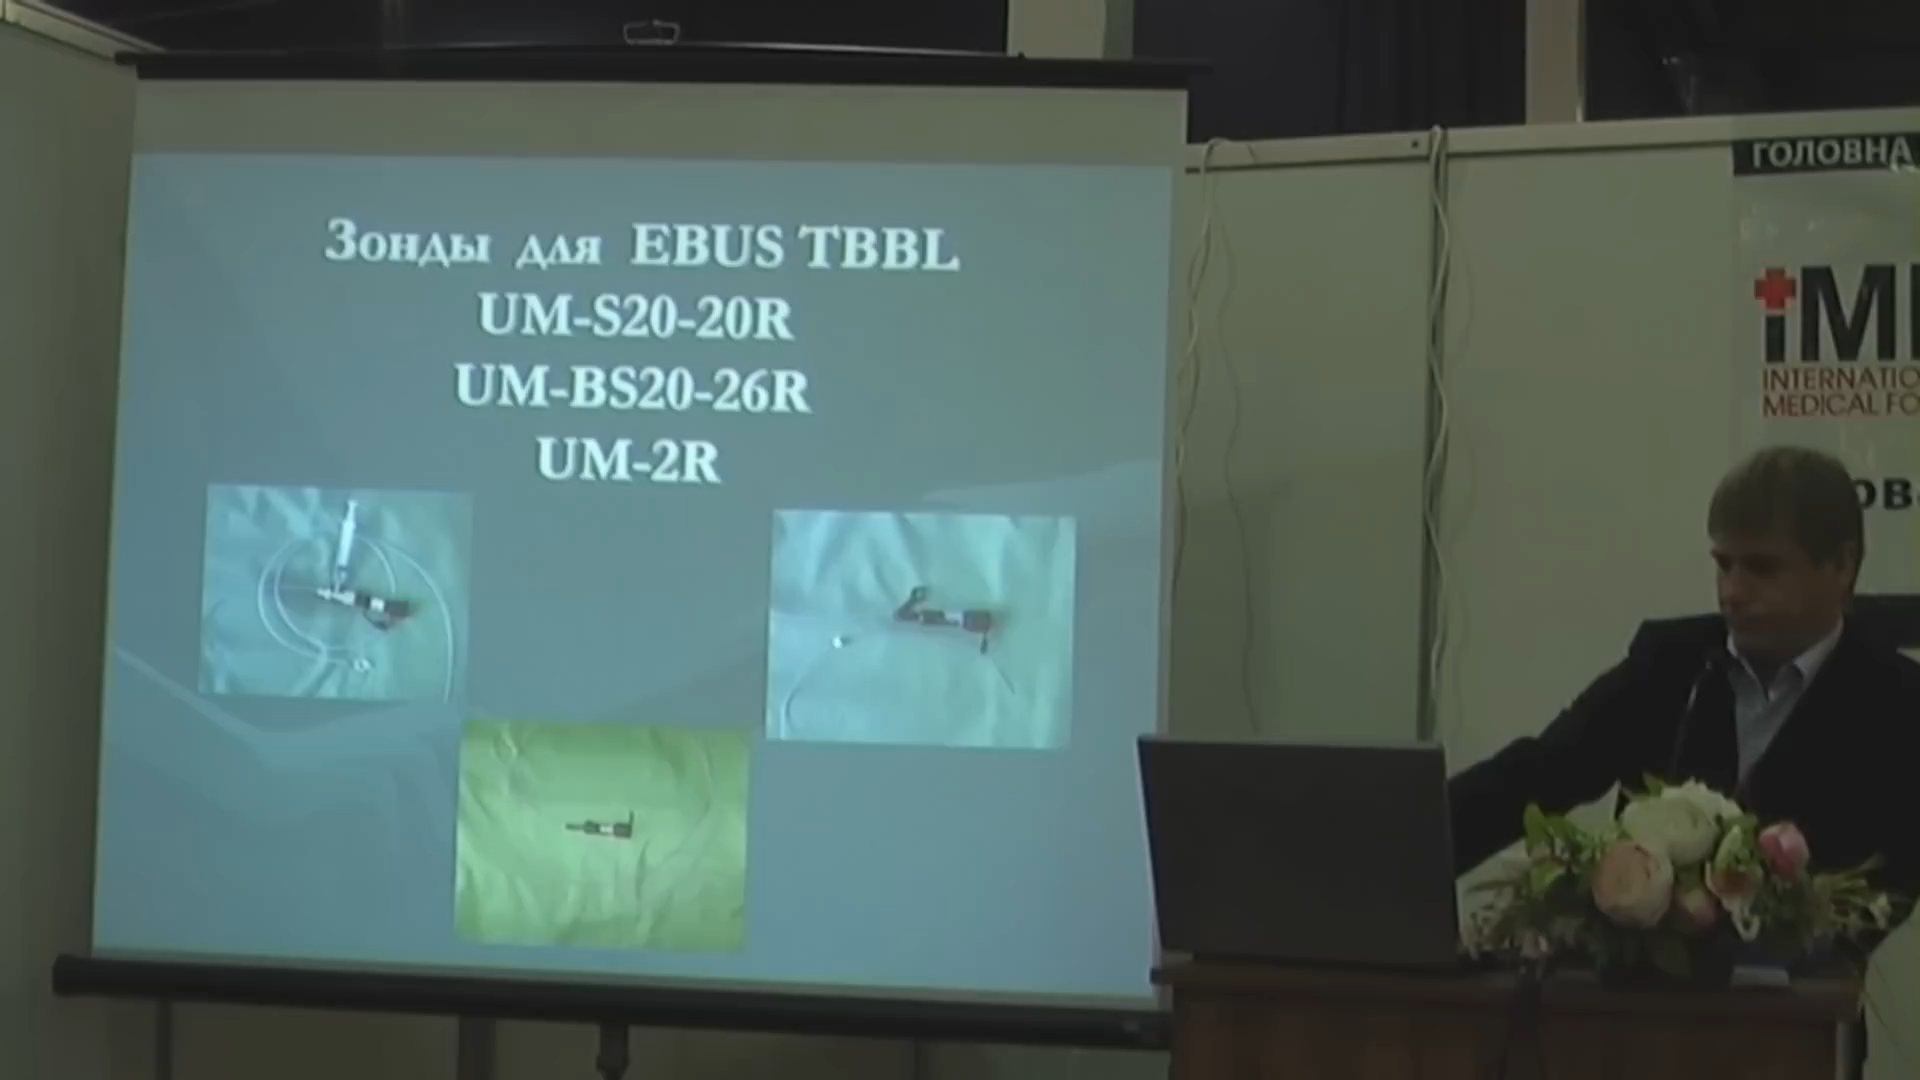 Зонды для EBUS TBBL
UM-S20-20R
UM-BS20-26R
UM-2R
ГОЛОВНА
iM
INTERNATIO
MEDICAL FO